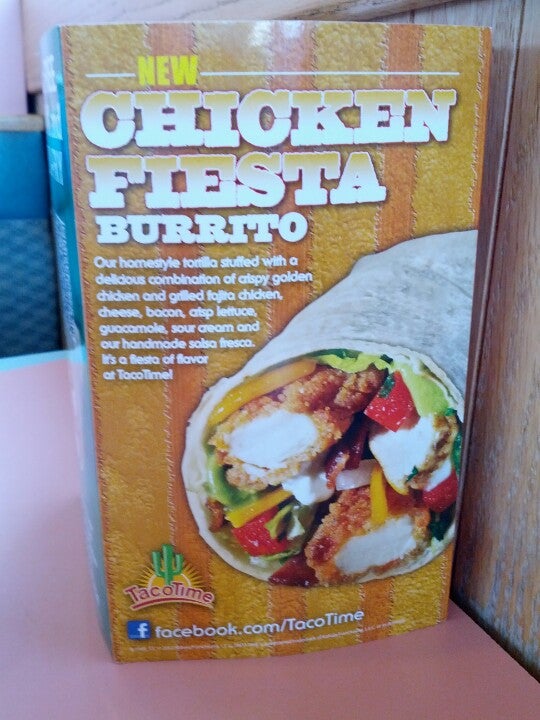 NEW
CHICKEN
FIESTA
BURRITO
Our homestyle tortilla stuffed with a
delicious combination of crispy golden
chicken and grilled fajita chicken,
cheese, bacon, crisp lettuce,
guacamole, sour cream and
our handmade salsa fresca.
It's a fiesta of flavor
at TacoTime!
TacoTime
f facebook.com/TacoTime